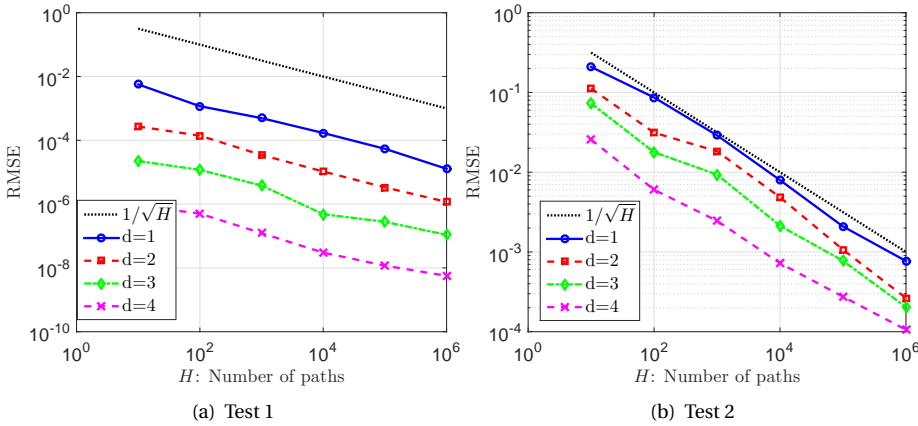 10^0
10^-2
10^-4
10^-6
10^-8
10^-10
RMSE
1/√H
d=1
d=2
d=3
d=4
10^0 10^2 10^4 10^6
H: Number of paths
(a) Test 1
10^0
10^-1
10^-2
10^-3
10^-4
RMSE
1/√H
d=1
d=2
d=3
d=4
10^0 10^2 10^4 10^6
H: Number of paths
(b) Test 2